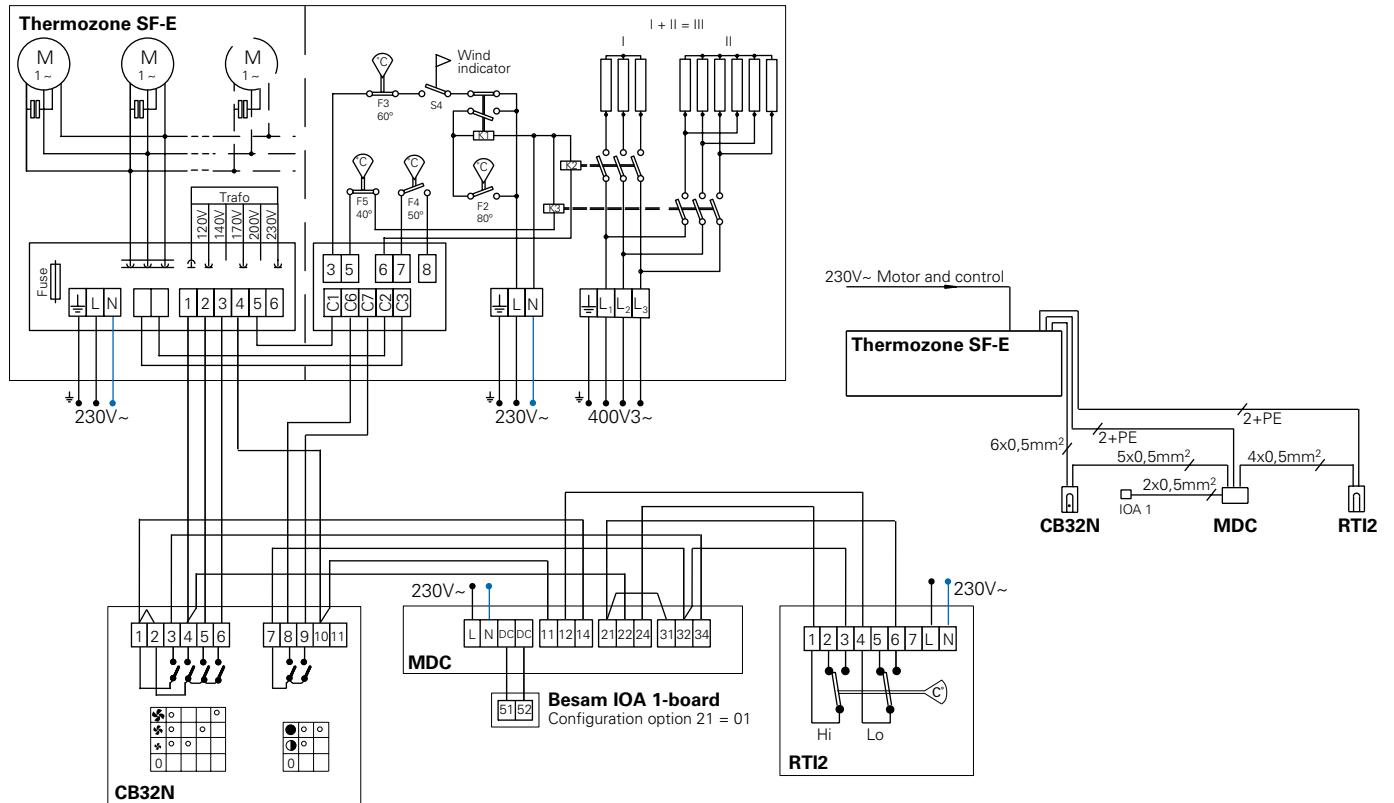 Thermozone SF-E
M
1~
M
1~
M
1~
I + II = III
I
II
°C
Wind
indicator
F3
60°
S4
K1
°C
°C
°C
K2
F5
40°
F4
50°
F2
80°
K3
Trafo
120V
140V
170V
200V
230V
Fuse
L N
1 2 3 4 5 6
3 5
6 7
8
C1 C6 C7 C2 C3
L N
L1 L2 L3
230V~
230V~
400V3~
230V~ Motor and control
Thermozone SF-E
2+PE
2+PE
6x0,5mm²
5x0,5mm²
4x0,5mm²
2x0,5mm²
IOA 1
CB32N
MDC
RTI2
230V~
230V~
1 2 3 4 5 6
7 8 9 10 11
L N DC DC
11 12 14
21 22 24
31 32 34
1 2 3 4 5 6 7 L N
MDC
51 52
Besam IOA 1-board
Configuration option 21 = 01
C°
Hi
Lo
RTI2
0
0
CB32N